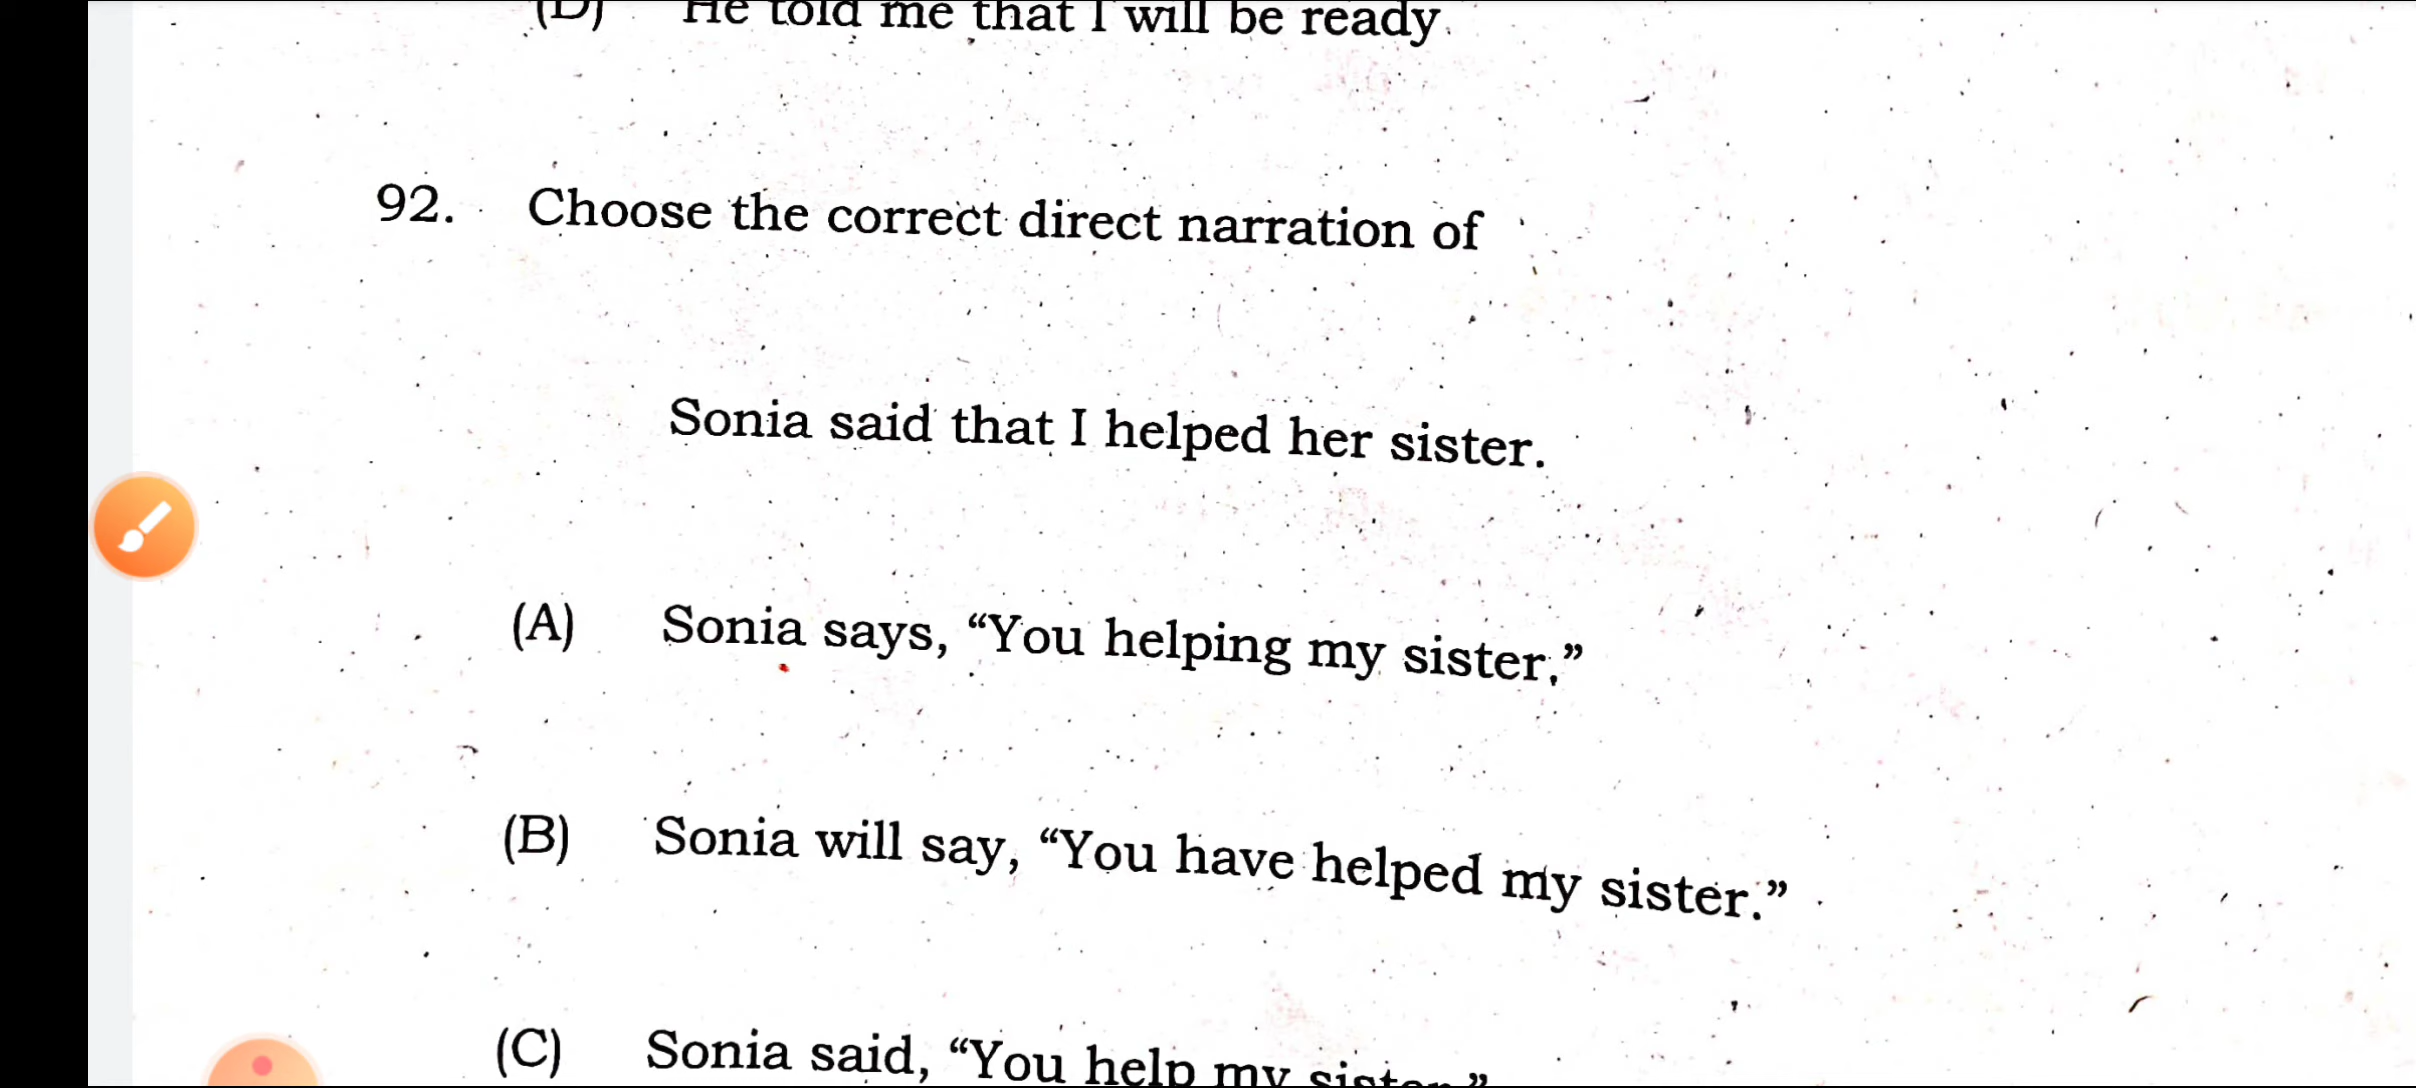 (D) He told me that I will be ready.
92. Choose the correct direct narration of
Sonia said that I helped her sister.
(A) Sonia says, “You helping my sister.”
(B) Sonia will say, “You have helped my sister.”
(C) Sonia said, “You help my sister.”